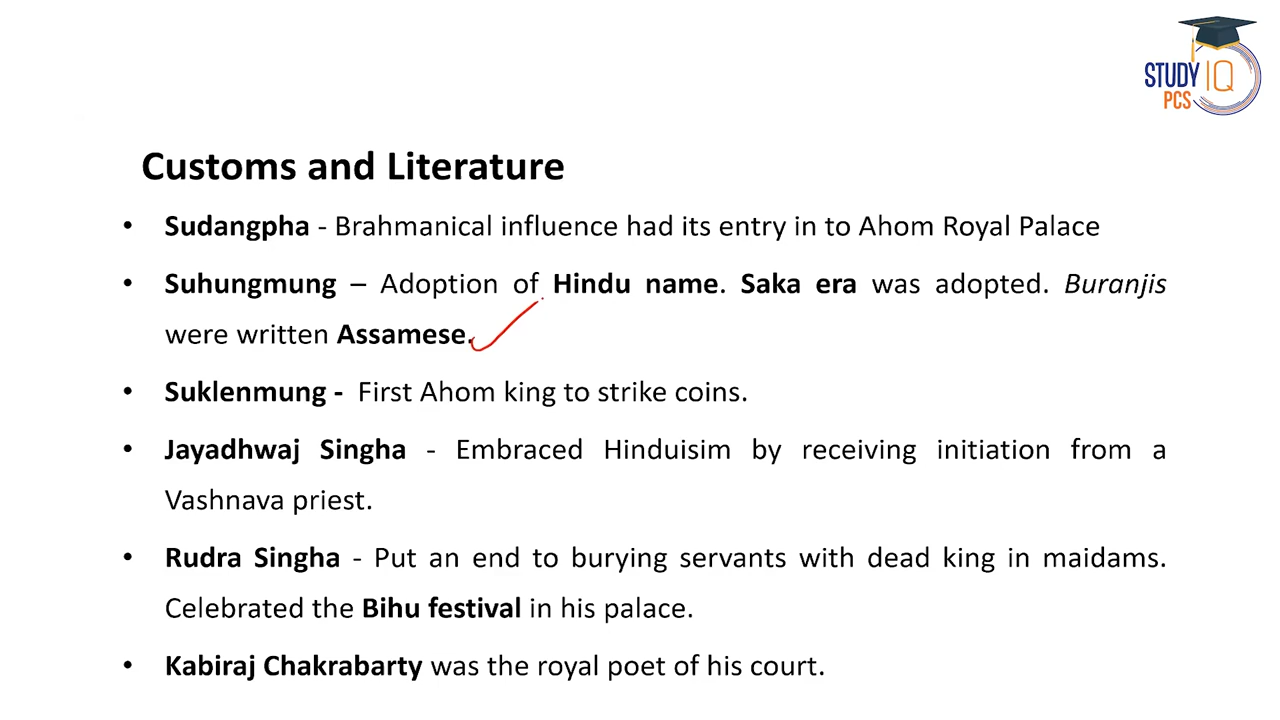 STUDY IQ
PCS
Customs and Literature
• Sudangpha - Brahmanical influence had its entry in to Ahom Royal Palace
• Suhungmung – Adoption of Hindu name. Saka era was adopted. Buranjis
were written Assamese.
• Suklenmung - First Ahom king to strike coins.
• Jayadhwaj Singha - Embraced Hinduisim by receiving initiation from a
Vashnava priest.
• Rudra Singha - Put an end to burying servants with dead king in maidams.
Celebrated the Bihu festival in his palace.
• Kabiraj Chakrabarty was the royal poet of his court.